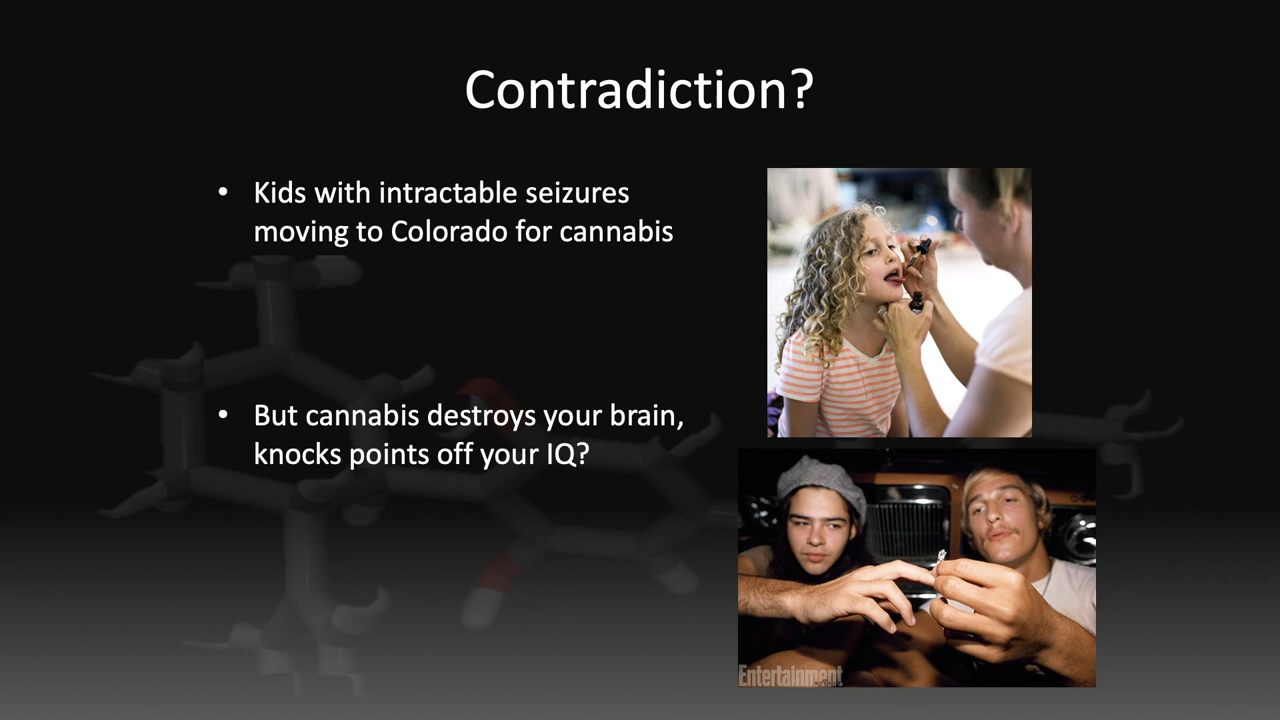 Contradiction?
• Kids with intractable seizures
moving to Colorado for cannabis
• But cannabis destroys your brain,
knocks points off your IQ?
Entertainment